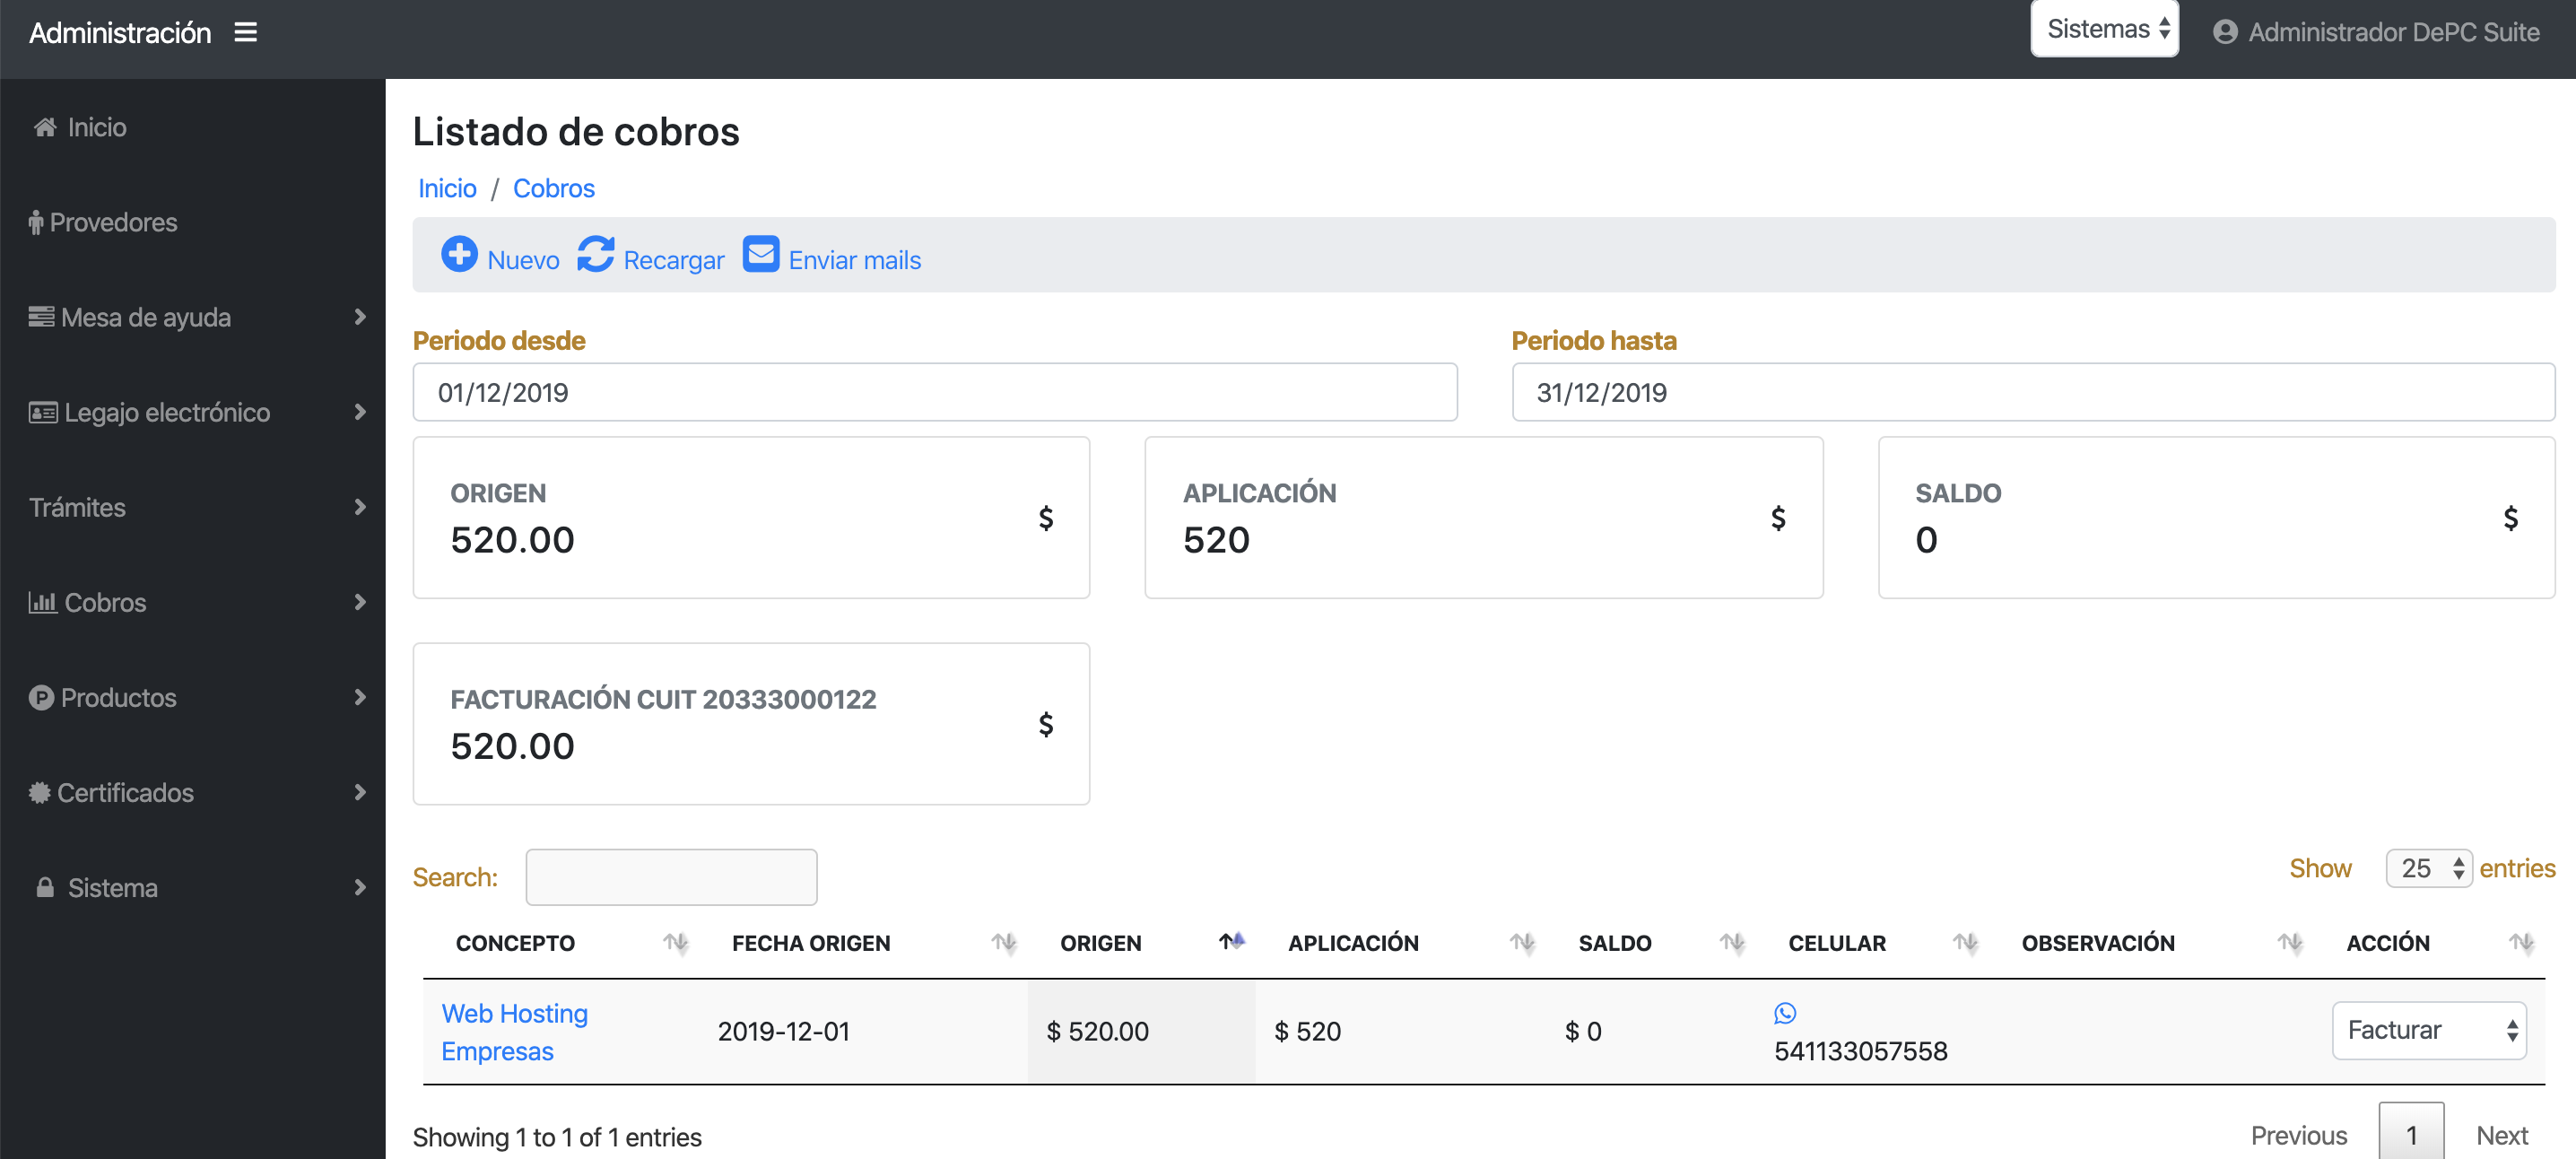 Administración
Sistemas
Administrador DePC Suite
Inicio
Provedores
Mesa de ayuda
Legajo electrónico
Trámites
Cobros
Productos
Certificados
Sistema
Listado de cobros
Inicio / Cobros
Nuevo Recargar Enviar mails
Periodo desde
01/12/2019
Periodo hasta
31/12/2019
ORIGEN
520.00
$
APLICACIÓN
520
$
SALDO
0
$
FACTURACIÓN CUIT 20333000122
520.00
$
Search:
Show 25 entries
CONCEPTO FECHA ORIGEN ORIGEN APLICACIÓN SALDO CELULAR OBSERVACIÓN ACCIÓN
Web Hosting
Empresas
2019-12-01
$ 520.00
$ 520
$ 0
541133057558
Facturar
Showing 1 to 1 of 1 entries
Previous 1 Next